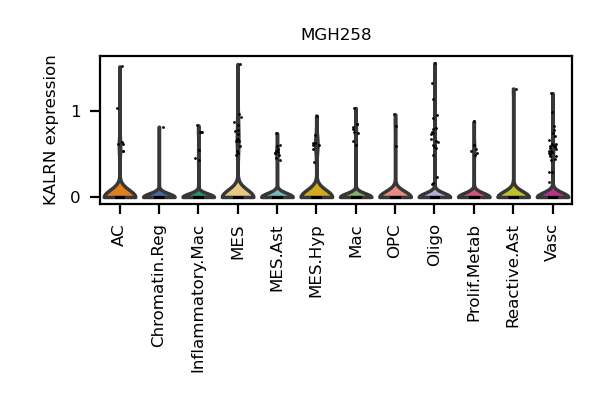 MGH258
KALRN expression
1
0
AC
Chromatin.Reg
Inflammatory.Mac
MES
MES.Ast
MES.Hyp
Mac
OPC
Oligo
Prolif.Metab
Reactive.Ast
Vasc